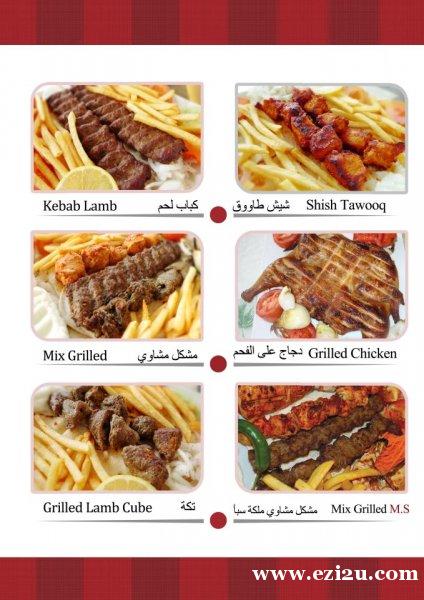 Kebab Lamb كباب لحم
شيش طاووق Shish Tawooq
Mix Grilled مشكل مشاوي
دجاج على الفحم Grilled Chicken
Grilled Lamb Cube تكة
مشكل مشاوي ملكة سبأ Mix Grilled M.S
www.ezi2u.com